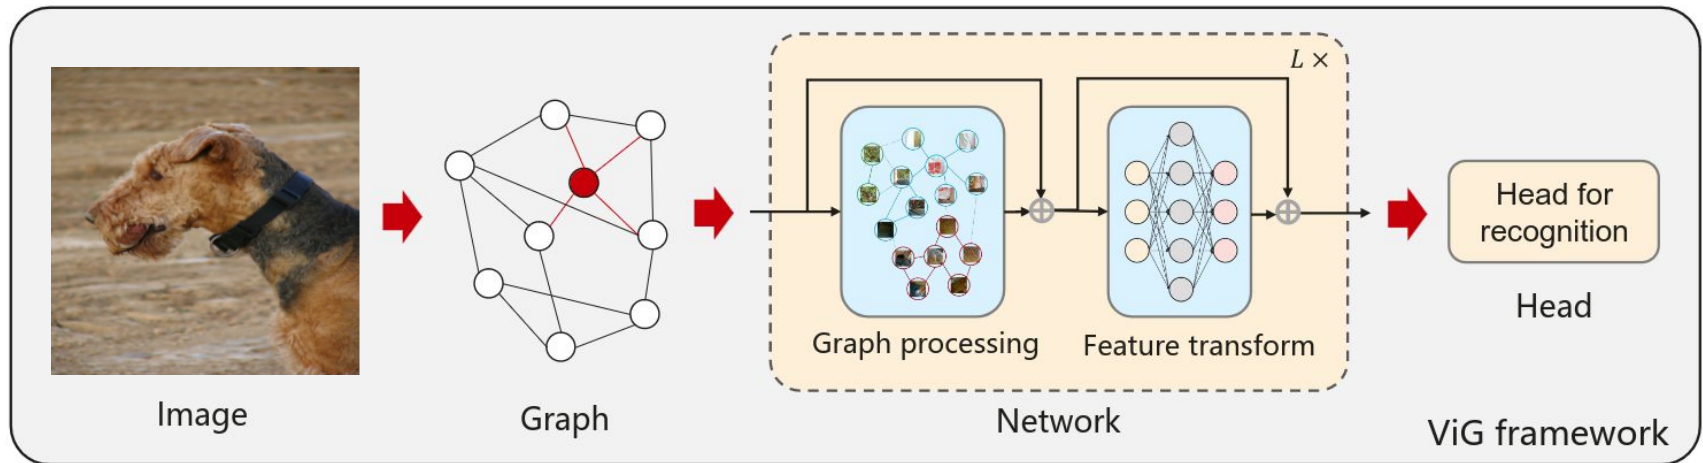 L ×
Graph processing
Feature transform
Head for
recognition
Head
Image
Graph
Network
ViG framework